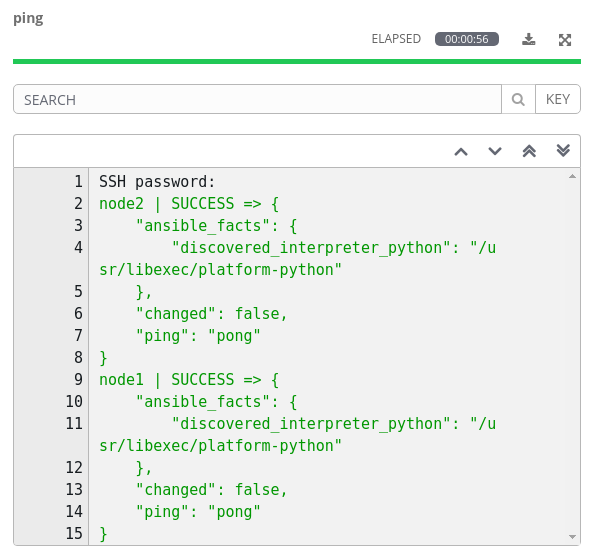 ping
ELAPSED 00:00:56
SEARCH KEY
1 SSH password:
2 node2 | SUCCESS => {
3     "ansible_facts": {
4         "discovered_interpreter_python": "/u
sr/libexec/platform-python"
5     },
6     "changed": false,
7     "ping": "pong"
8 }
9 node1 | SUCCESS => {
10     "ansible_facts": {
11         "discovered_interpreter_python": "/u
sr/libexec/platform-python"
12     },
13     "changed": false,
14     "ping": "pong"
15 }